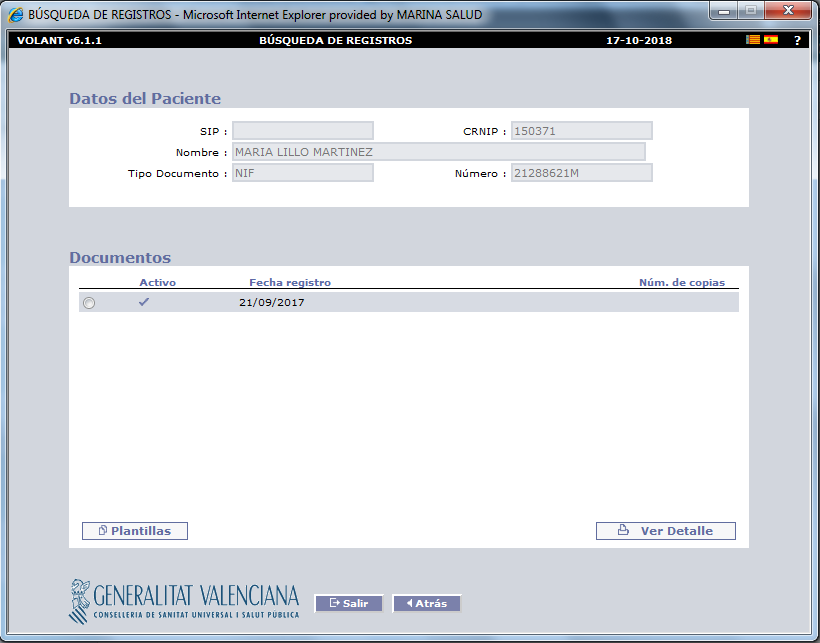 BÚSQUEDA DE REGISTROS - Microsoft Internet Explorer provided by MARINA SALUD
VOLANT v6.1.1 BÚSQUEDA DE REGISTROS 17-10-2018 ?
Datos del Paciente
SIP : CRNIP : 150371
Nombre : MARIA LILLO MARTINEZ
Tipo Documento : NIF Número : 21288621M
Documentos
Activo Fecha registro Núm. de copias
21/09/2017
Plantillas Ver Detalle
GENERALITAT VALENCIANA
CONSELLERIA DE SANITAT UNIVERSAL I SALUT PÚBLICA
Salir Atrás